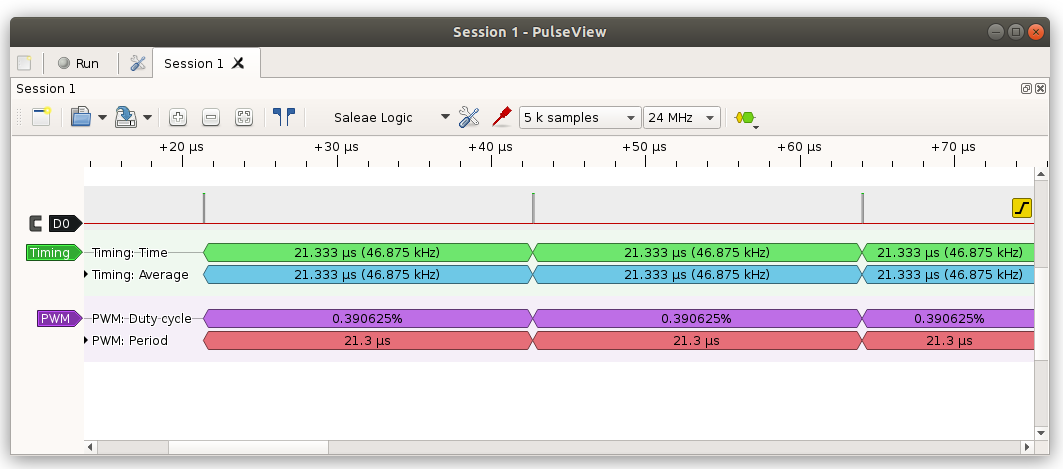 Session 1 - PulseView
Run
Session 1
Session 1
Saleae Logic
5 k samples
24 MHz
+20 µs +30 µs +40 µs +50 µs +60 µs +70 µs
D0
Timing
Timing: Time
21.333 µs (46.875 kHz) 21.333 µs (46.875 kHz) 21.333 µs (46.875 kHz)
Timing: Average
21.333 µs (46.875 kHz) 21.333 µs (46.875 kHz) 21.333 µs (46.875 kHz)
PWM
PWM: Duty cycle
0.390625% 0.390625% 0.390625%
PWM: Period
21.3 µs 21.3 µs 21.3 µs